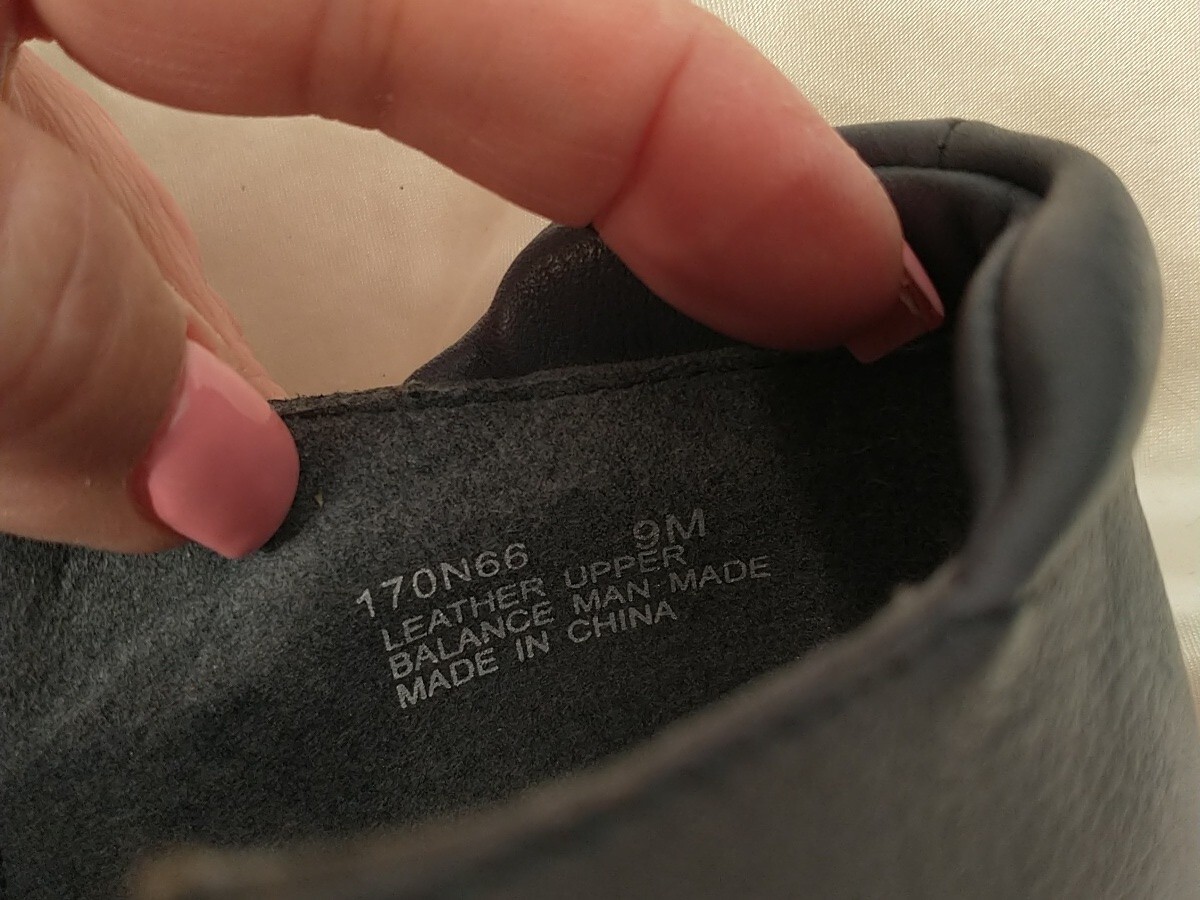 170N66 9M
LEATHER UPPER
BALANCE MAN-MADE
MADE IN CHINA